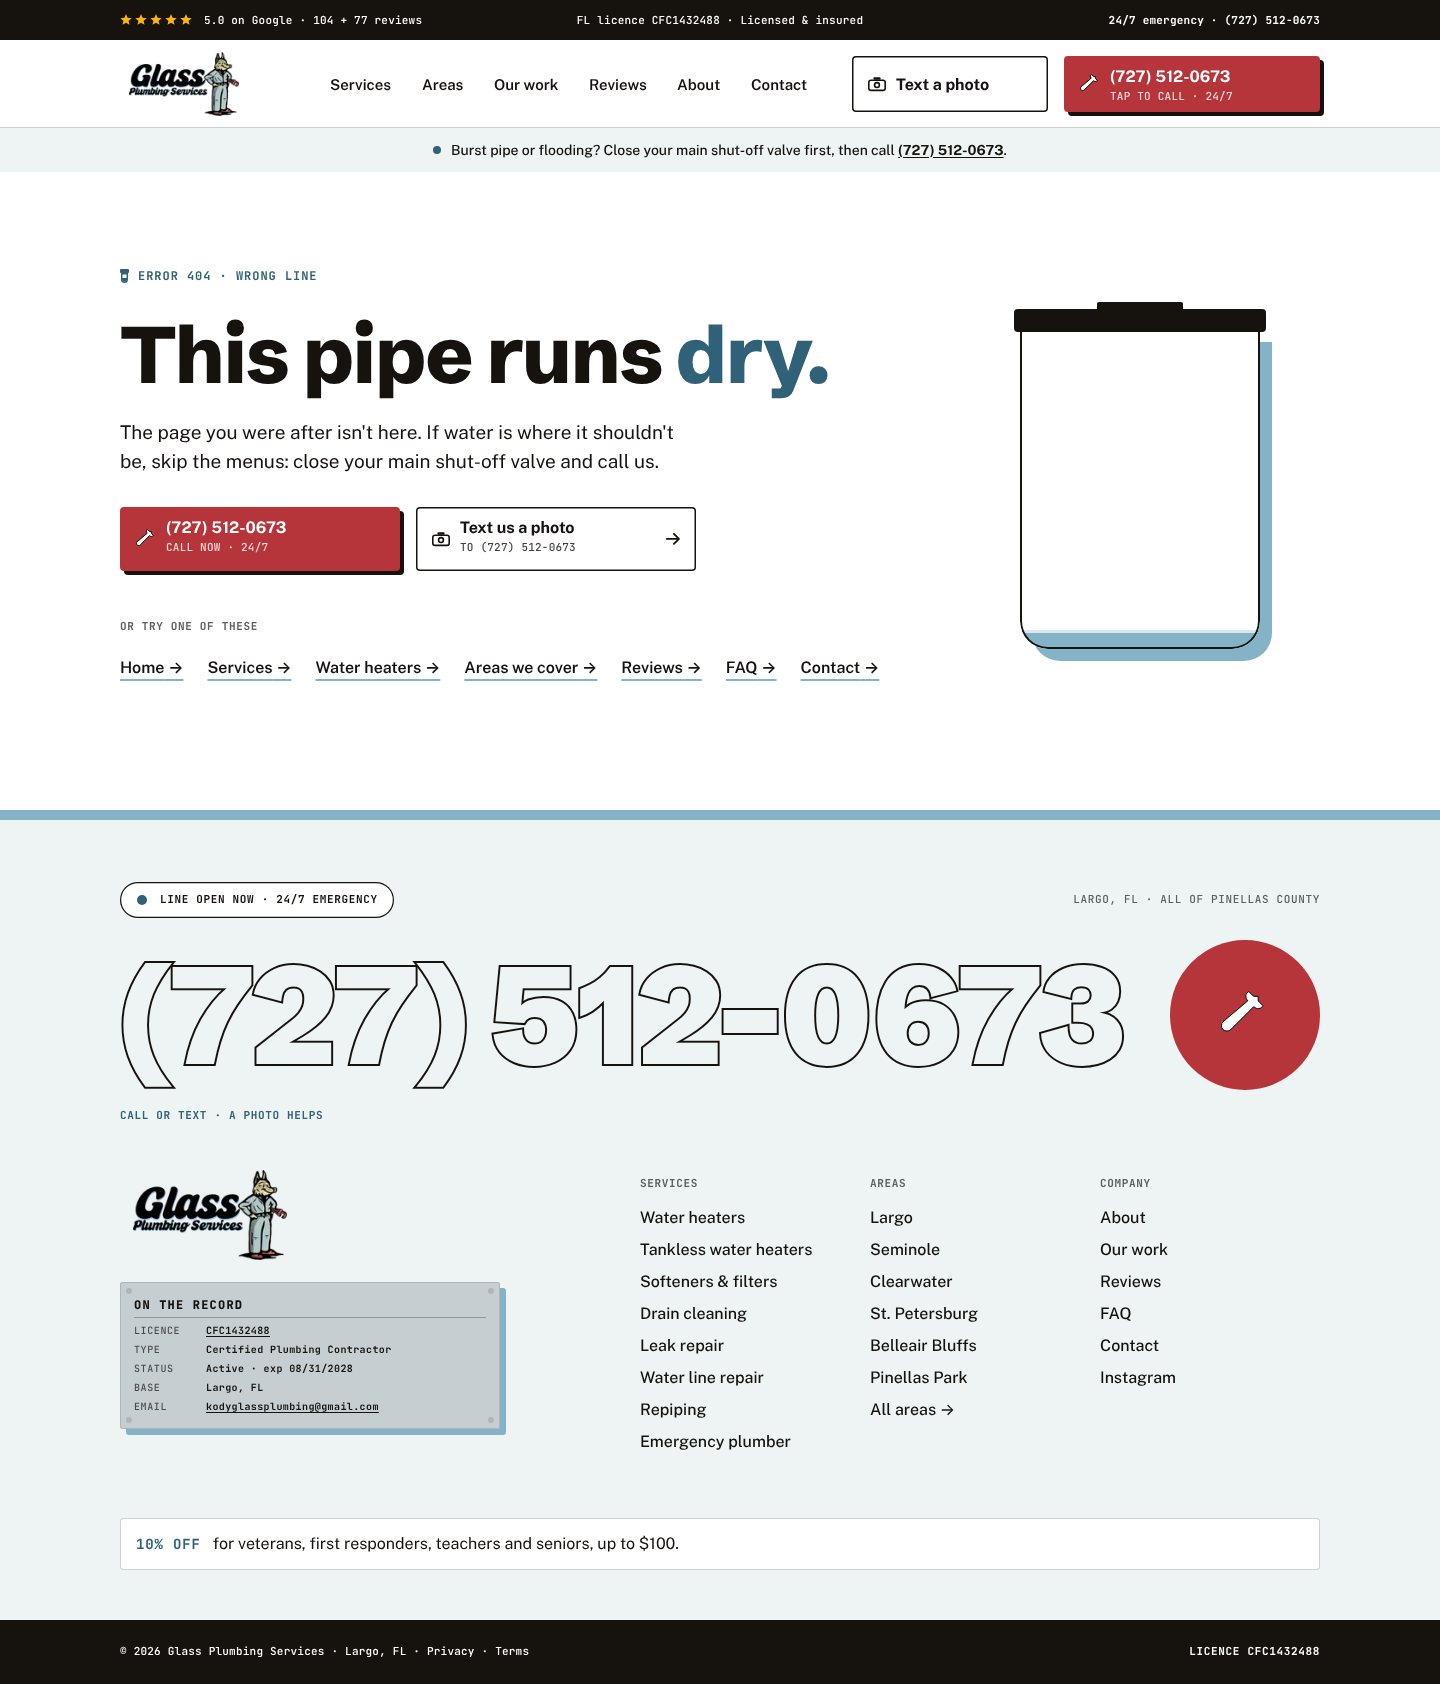 ★★★★★ 5.0 on Google · 104 + 77 reviews
FL licence CFC1432488 · Licensed & insured
24/7 emergency · (727) 512-0673
Glass
Plumbing Services
Services Areas Our work Reviews About Contact
Text a photo
(727) 512-0673
TAP TO CALL · 24/7
Burst pipe or flooding? Close your main shut-off valve first, then call (727) 512-0673.
ERROR 404 · WRONG LINE
This pipe runs dry.
The page you were after isn't here. If water is where it shouldn't
be, skip the menus: close your main shut-off valve and call us.
(727) 512-0673
CALL NOW · 24/7
Text us a photo →
TO (727) 512-0673
OR TRY ONE OF THESE
Home → Services → Water heaters → Areas we cover → Reviews → FAQ → Contact →
LINE OPEN NOW · 24/7 EMERGENCY
LARGO, FL · ALL OF PINELLAS COUNTY
(727) 512-0673
CALL OR TEXT · A PHOTO HELPS
Glass
Plumbing Services
ON THE RECORD
LICENCE CFC1432488
TYPE Certified Plumbing Contractor
STATUS Active · exp 08/31/2028
BASE Largo, FL
EMAIL kodyglassplumbing@gmail.com
SERVICES
Water heaters
Tankless water heaters
Softeners & filters
Drain cleaning
Leak repair
Water line repair
Repiping
Emergency plumber
AREAS
Largo
Seminole
Clearwater
St. Petersburg
Belleair Bluffs
Pinellas Park
All areas →
COMPANY
About
Our work
Reviews
FAQ
Contact
Instagram
10% OFF for veterans, first responders, teachers and seniors, up to $100.
© 2026 Glass Plumbing Services · Largo, FL · Privacy · Terms
LICENCE CFC1432488